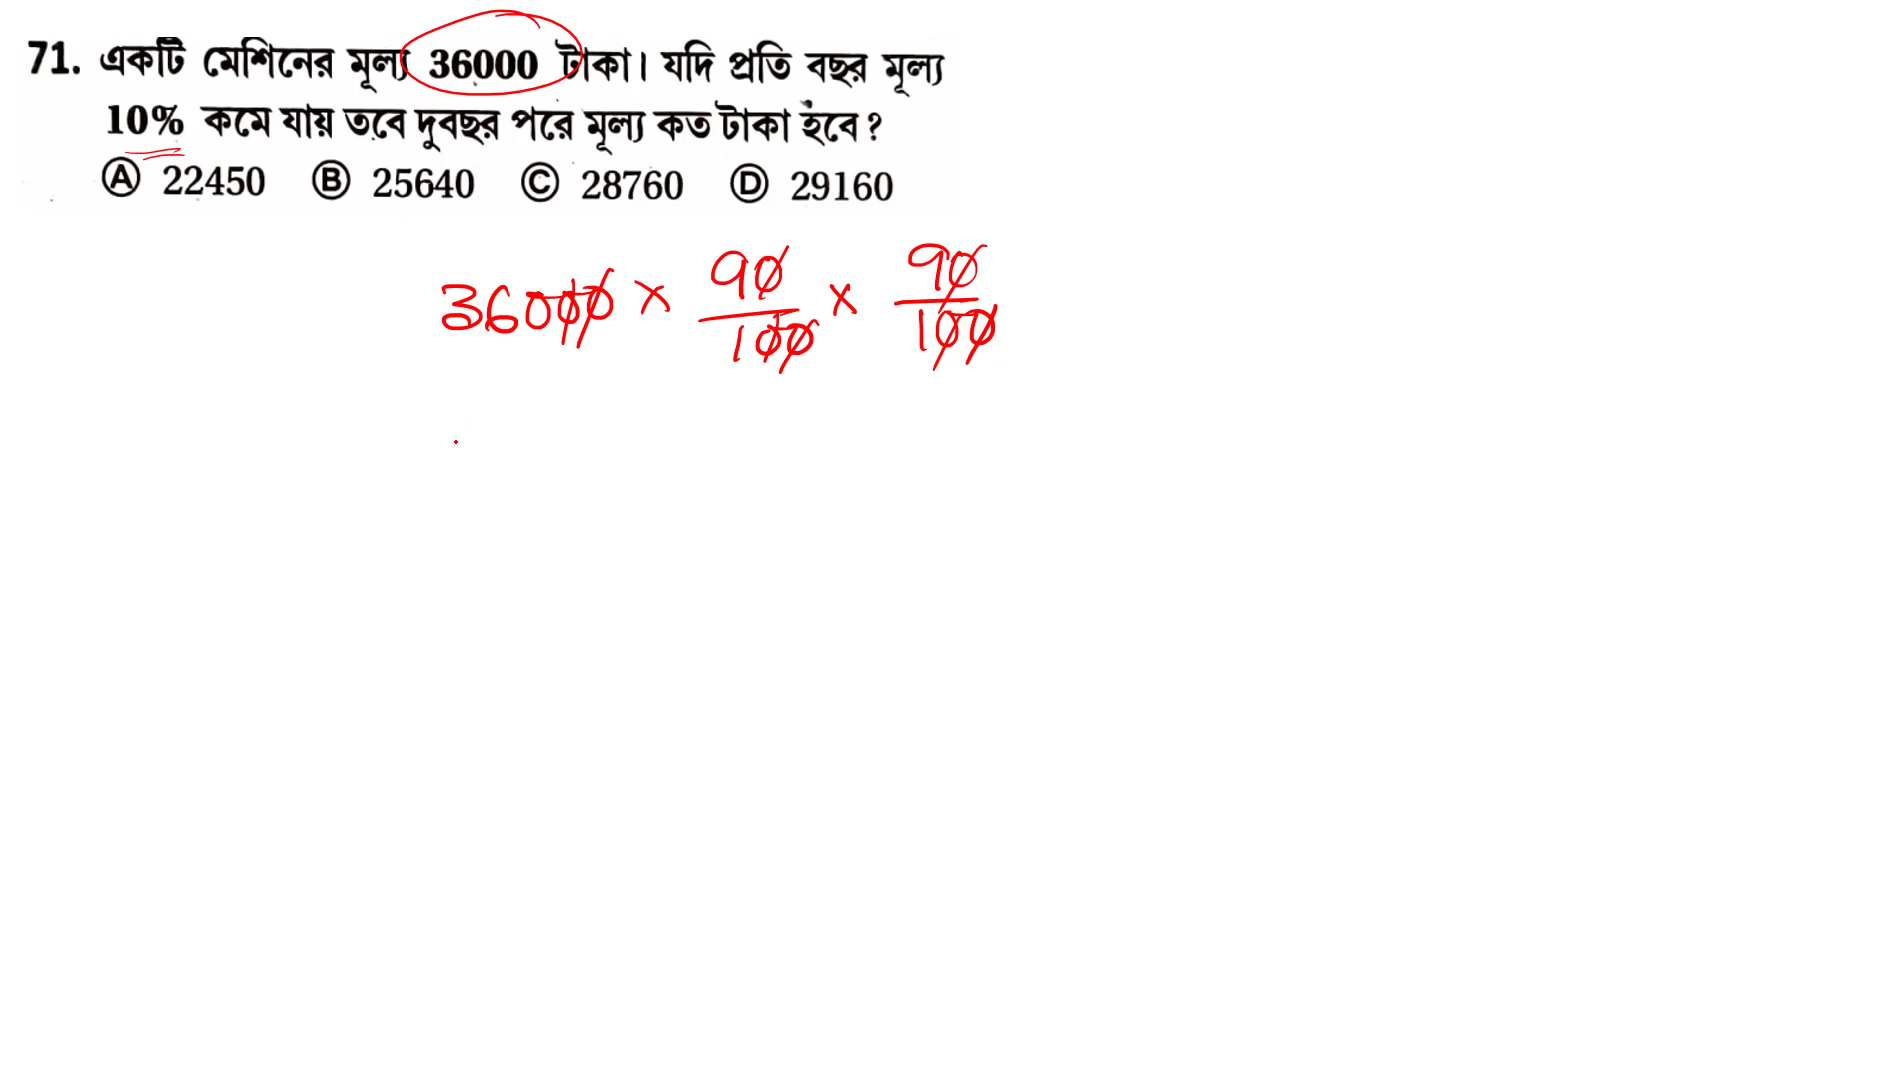 71. একটি মেশিনের মূল্য 36000 টাকা। যদি প্রতি বছর মূল্য
10% কমে যায় তবে দুবছর পরে মূল্য কত টাকা হবে?
Ⓐ 22450 Ⓑ 25640 Ⓒ 28760 Ⓓ 29160
36000 × 90/100 × 90/100